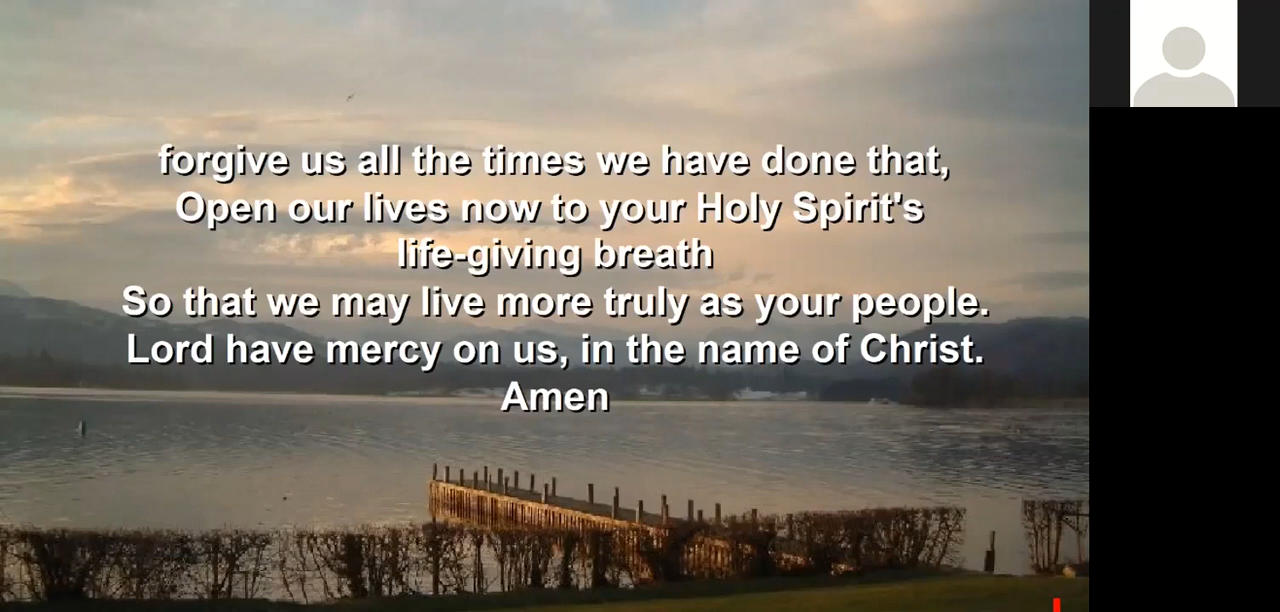 forgive us all the times we have done that,
Open our lives now to your Holy Spirit's
life-giving breath
So that we may live more truly as your people.
Lord have mercy on us, in the name of Christ.
Amen